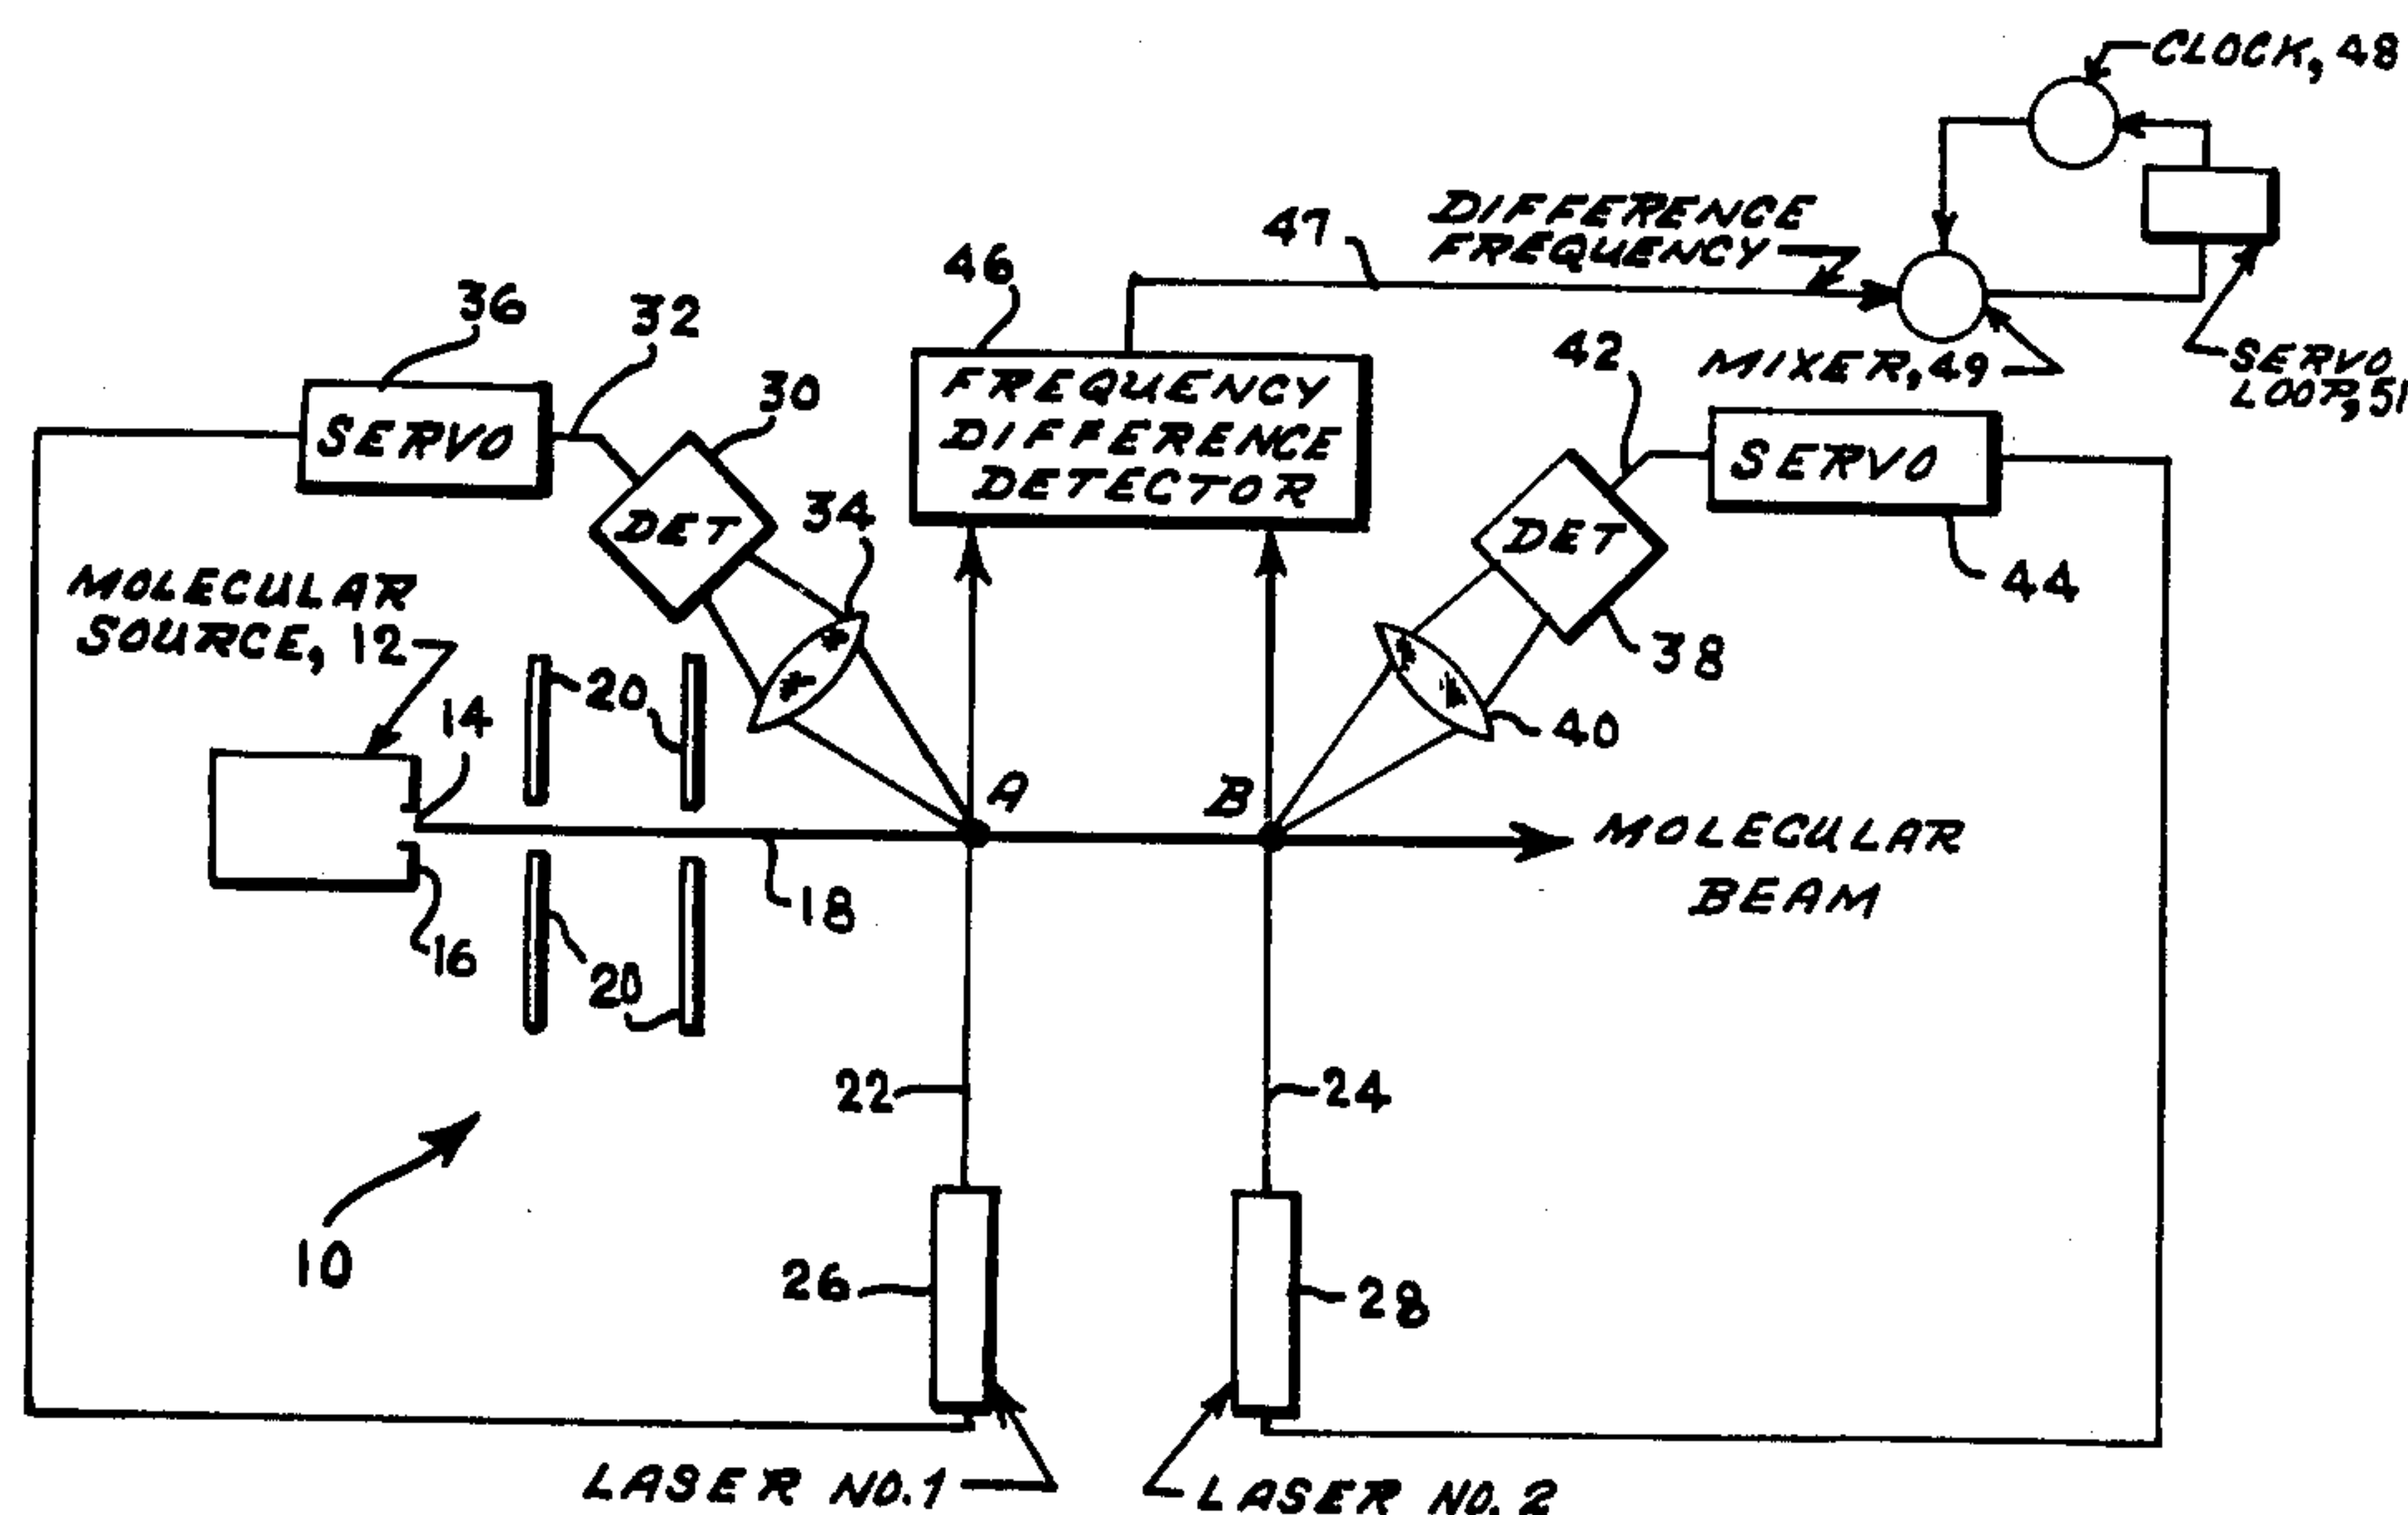 CLOCK, 48
DIFFERENCE
FREQUENCY
47
46
36
32
30
42
MIXER, 49
SERVO
LOOP, 51
SERVO
FREQUENCY
DIFFERENCE
DETECTOR
SERVO
34
DET
DET
44
MOLECULAR
SOURCE, 12
38
20
14
40
A
B
MOLECULAR
BEAM
18
16
20
22
24
10
26
28
LASER NO. 1
LASER NO. 2